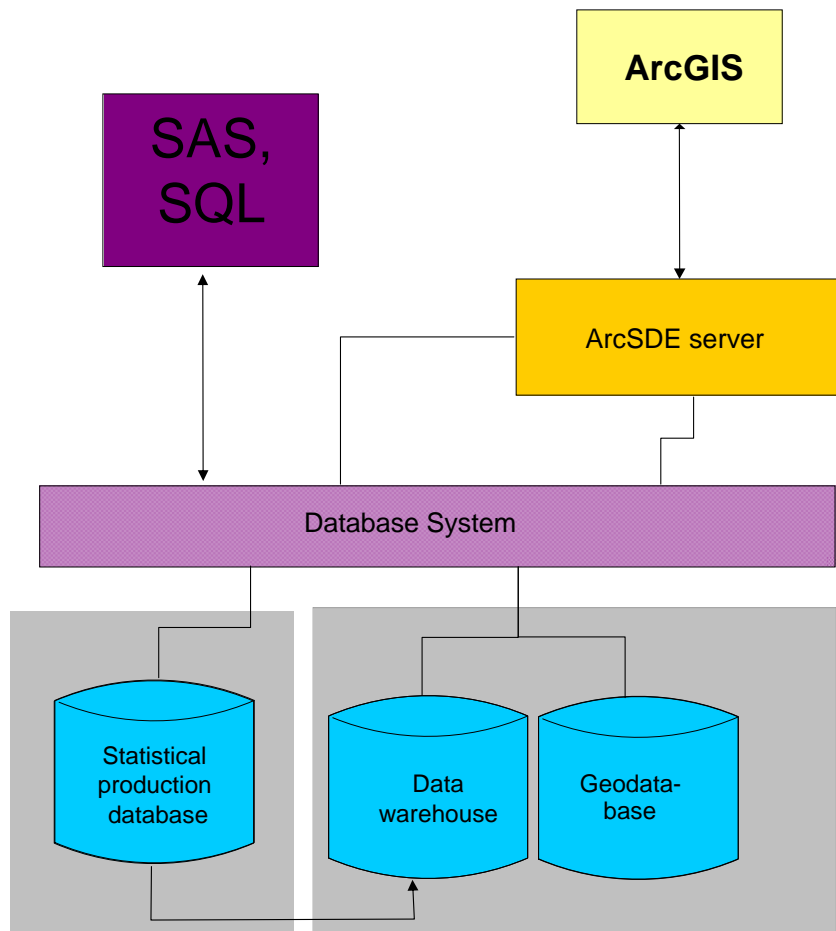 ArcGIS
SAS,
SQL
ArcSDE server
Database System
Statistical
production
database
Data
warehouse
Geodata-
base